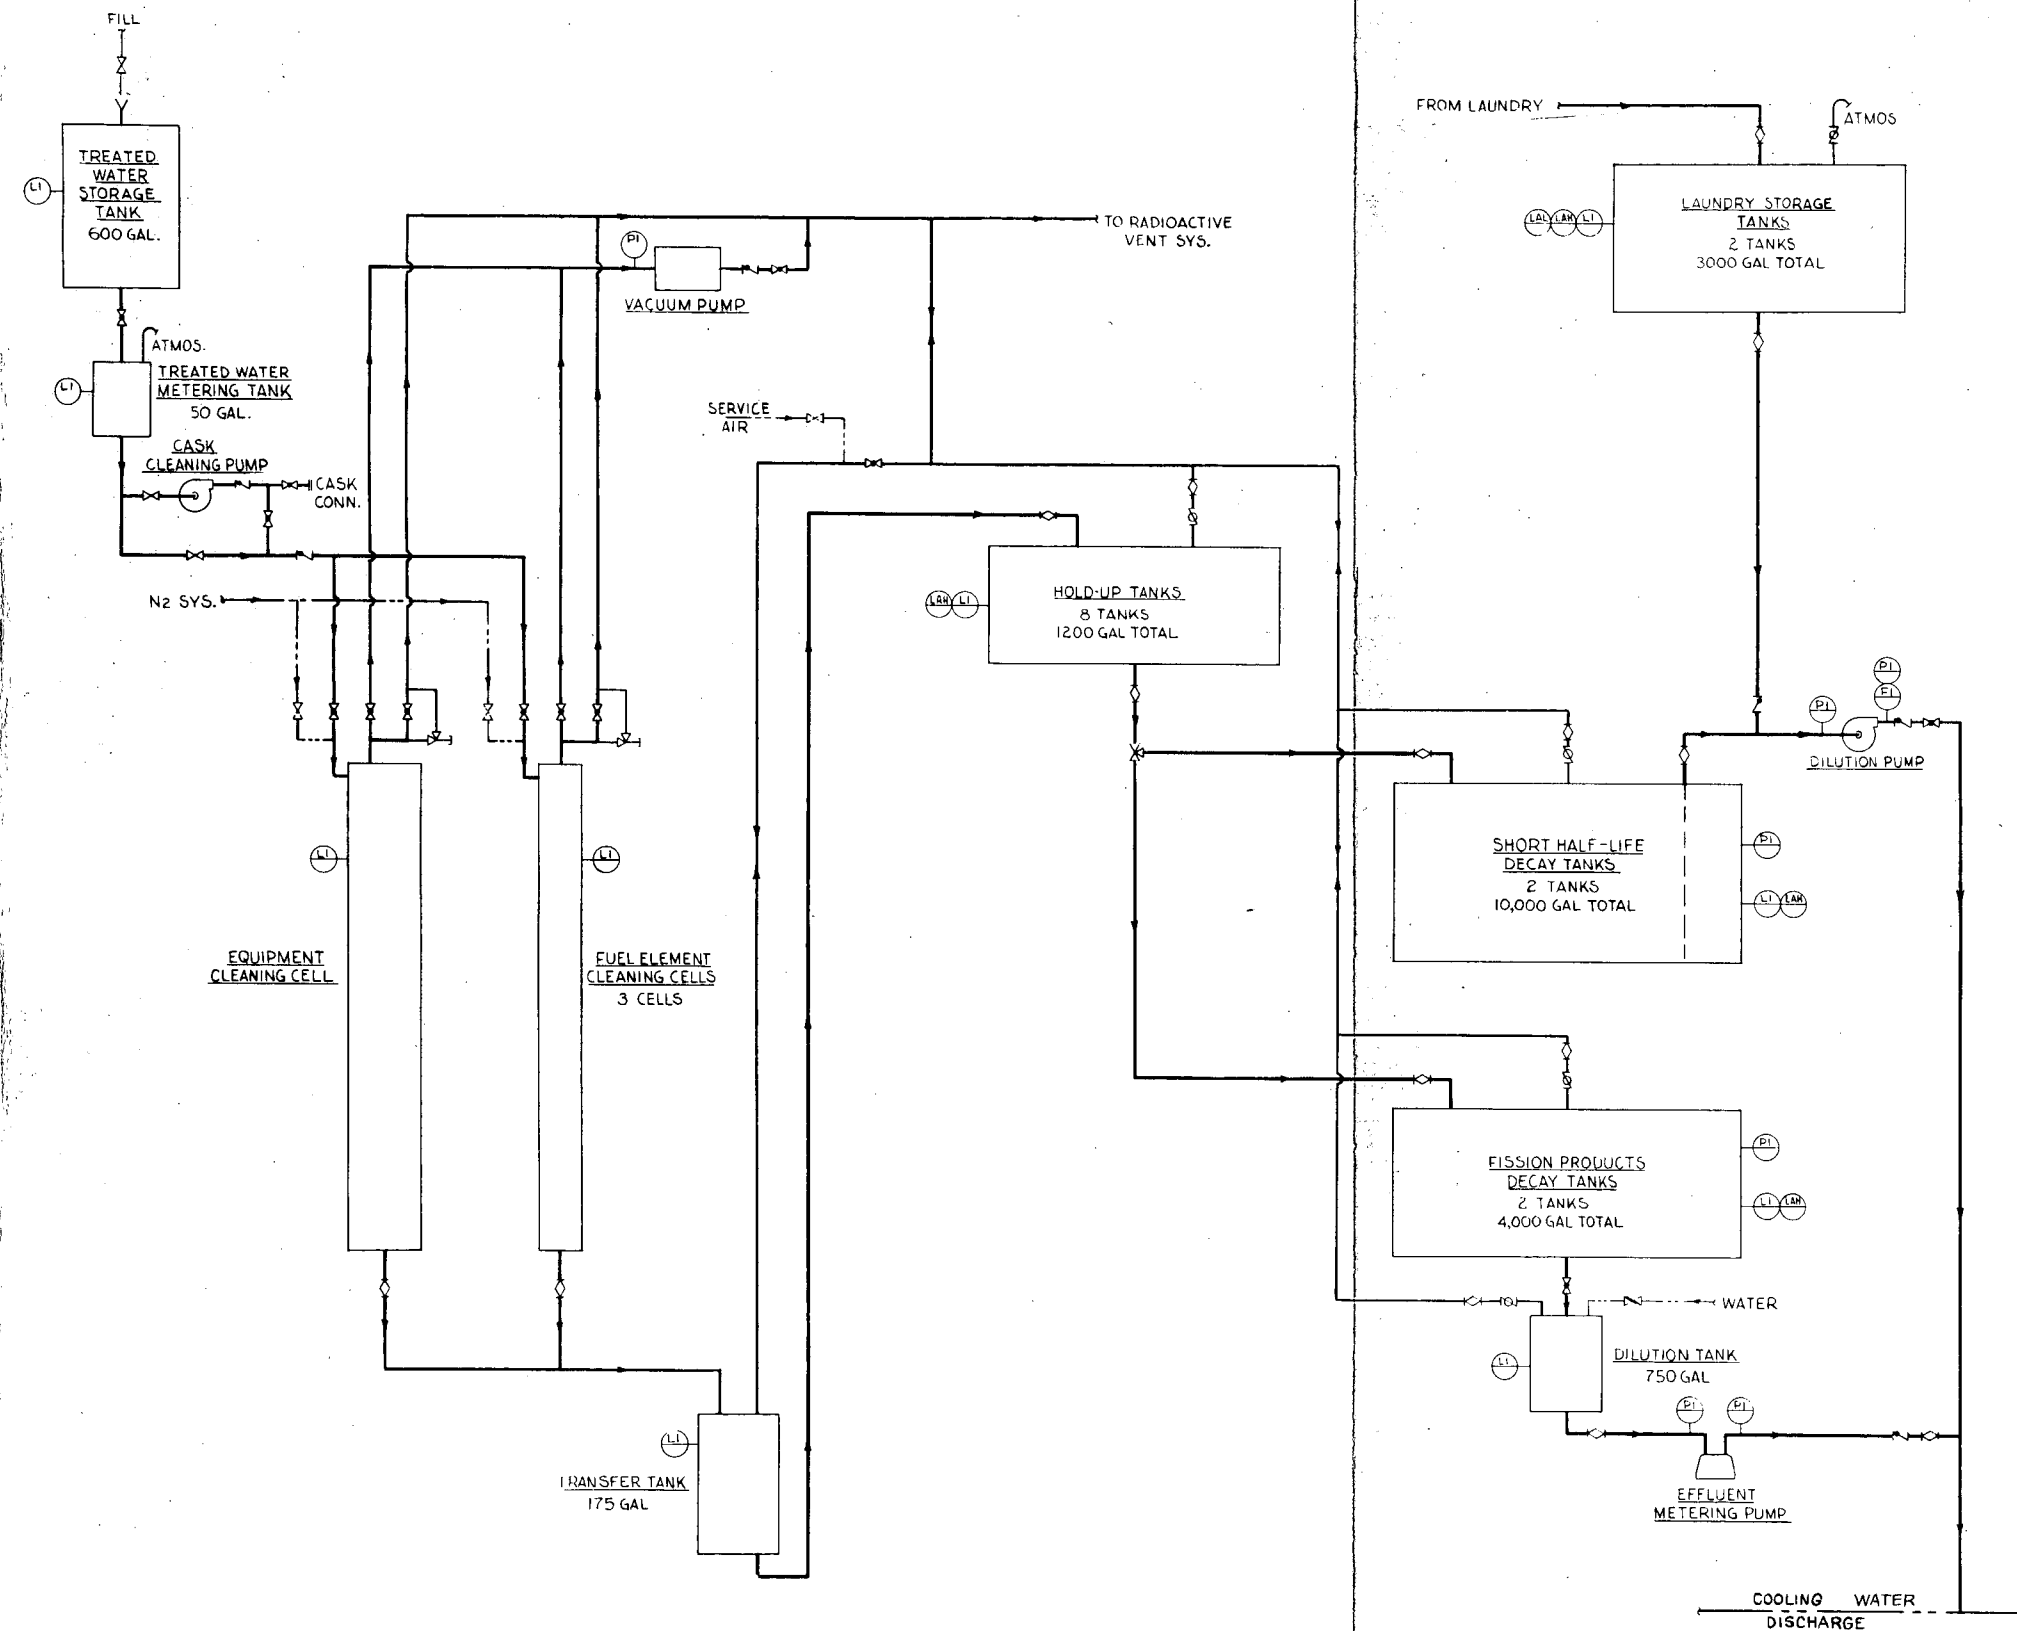 FILL
TREATED
WATER
STORAGE
TANK
600 GAL.
LI
ATMOS.
TREATED WATER
METERING TANK
50 GAL.
LI
CASK
CLEANING PUMP
CASK
CONN.
N2 SYS.
PI
VACUUM PUMP
TO RADIOACTIVE
VENT SYS.
SERVICE
AIR
LI
EQUIPMENT
CLEANING CELL
LI
FUEL ELEMENT
CLEANING CELLS
3 CELLS
LI
TRANSFER TANK
175 GAL
LAH LI
HOLD-UP TANKS
8 TANKS
1200 GAL TOTAL
FROM LAUNDRY
ATMOS
LAL LAH LI
LAUNDRY STORAGE
TANKS
2 TANKS
3000 GAL TOTAL
PI
PI
FI
DILUTION PUMP
SHORT HALF-LIFE
DECAY TANKS
2 TANKS
10,000 GAL TOTAL
PI
LI LAH
FISSION PRODUCTS
DECAY TANKS
2 TANKS
4,000 GAL TOTAL
PI
LI LAH
WATER
LI
DILUTION TANK
750 GAL
PI PI
EFFLUENT
METERING PUMP
COOLING WATER
DISCHARGE